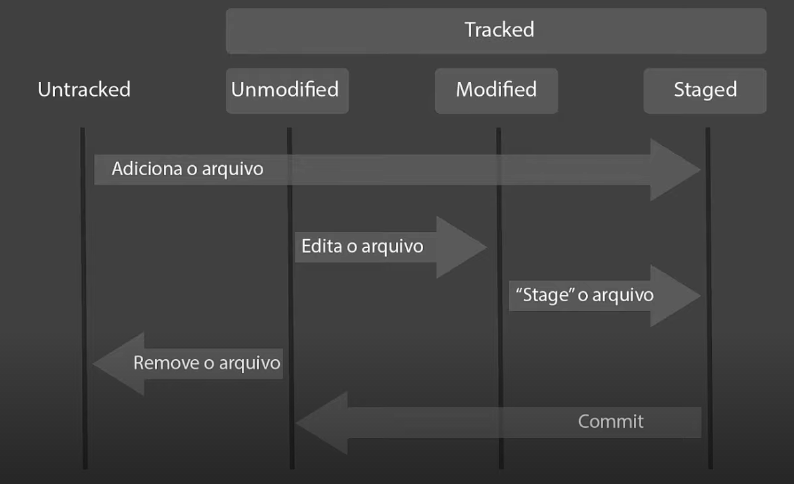 Tracked
Untracked Unmodified Modified Staged
Adiciona o arquivo
Edita o arquivo
“Stage” o arquivo
Remove o arquivo
Commit